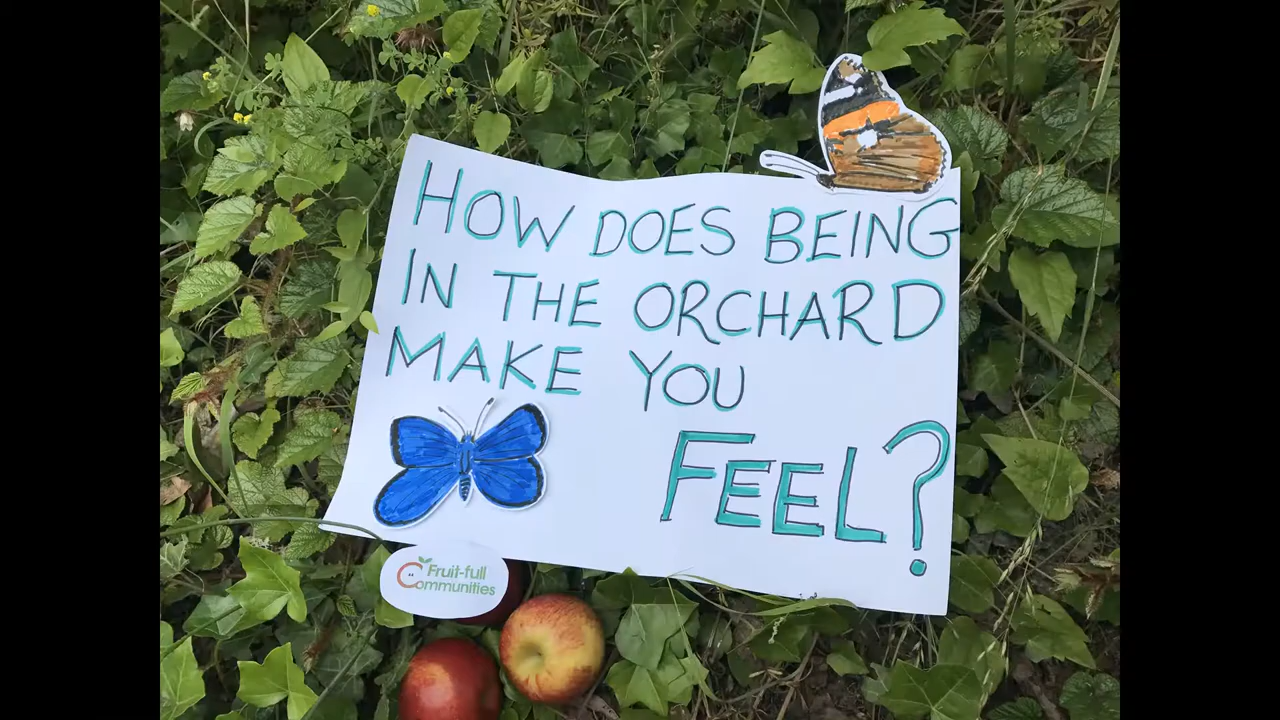 HOW DOES BEING
IN THE ORCHARD
MAKE YOU
FEEL?
Fruit-full
Communities